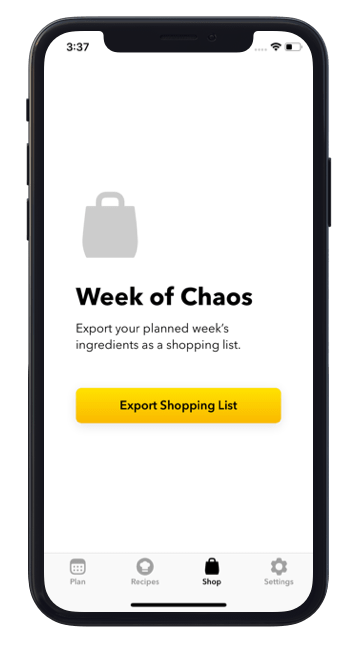 3:37
Week of Chaos
Export your planned week's
ingredients as a shopping list.
Export Shopping List
Plan
Recipes
Shop
Settings